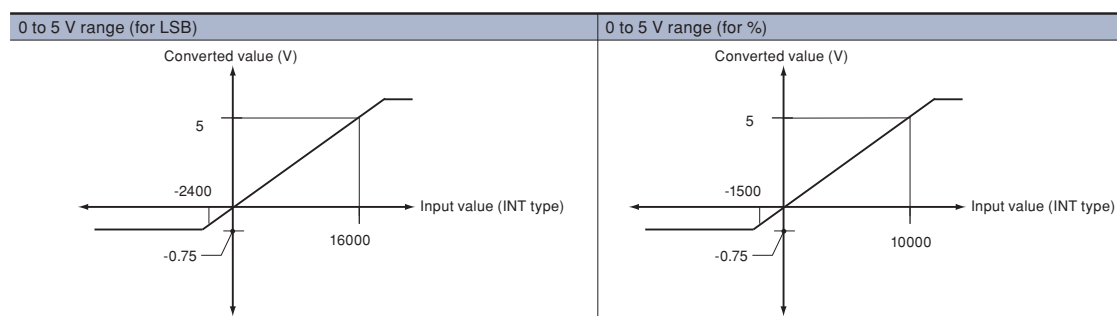 0 to 5 V range (for LSB)
Converted value (V)
5
-2400
Input value (INT type)
16000
-0.75
0 to 5 V range (for %)
Converted value (V)
5
-1500
Input value (INT type)
10000
-0.75